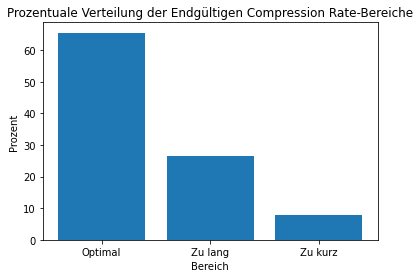 Prozentuale Verteilung der Endgültigen Compression Rate-Bereiche
60
50
40
30
20
10
0
Prozent
Optimal
Zu lang
Zu kurz
Bereich